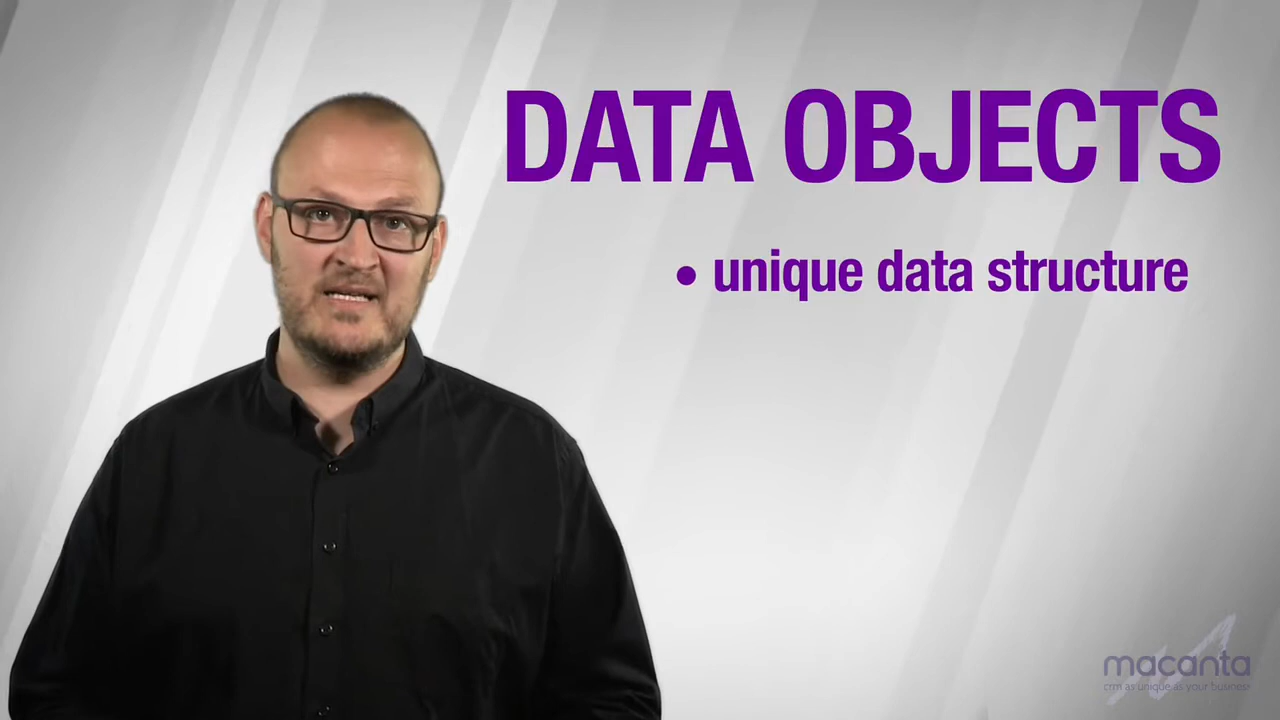 DATA OBJECTS
• unique data structure
macanta
crm as unique as your business